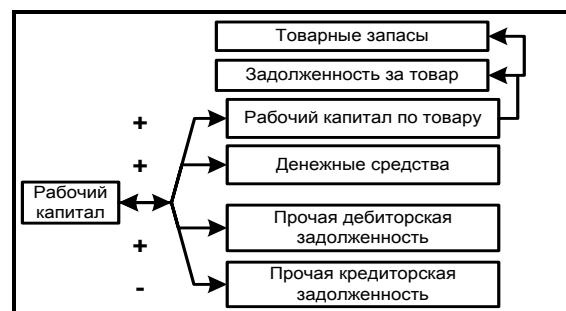 Товарные запасы
Задолженность за товар
+
Рабочий капитал по товару
+
Денежные средства
Рабочий
капитал
+
Прочая дебиторская
задолженность
-
Прочая кредиторская
задолженность